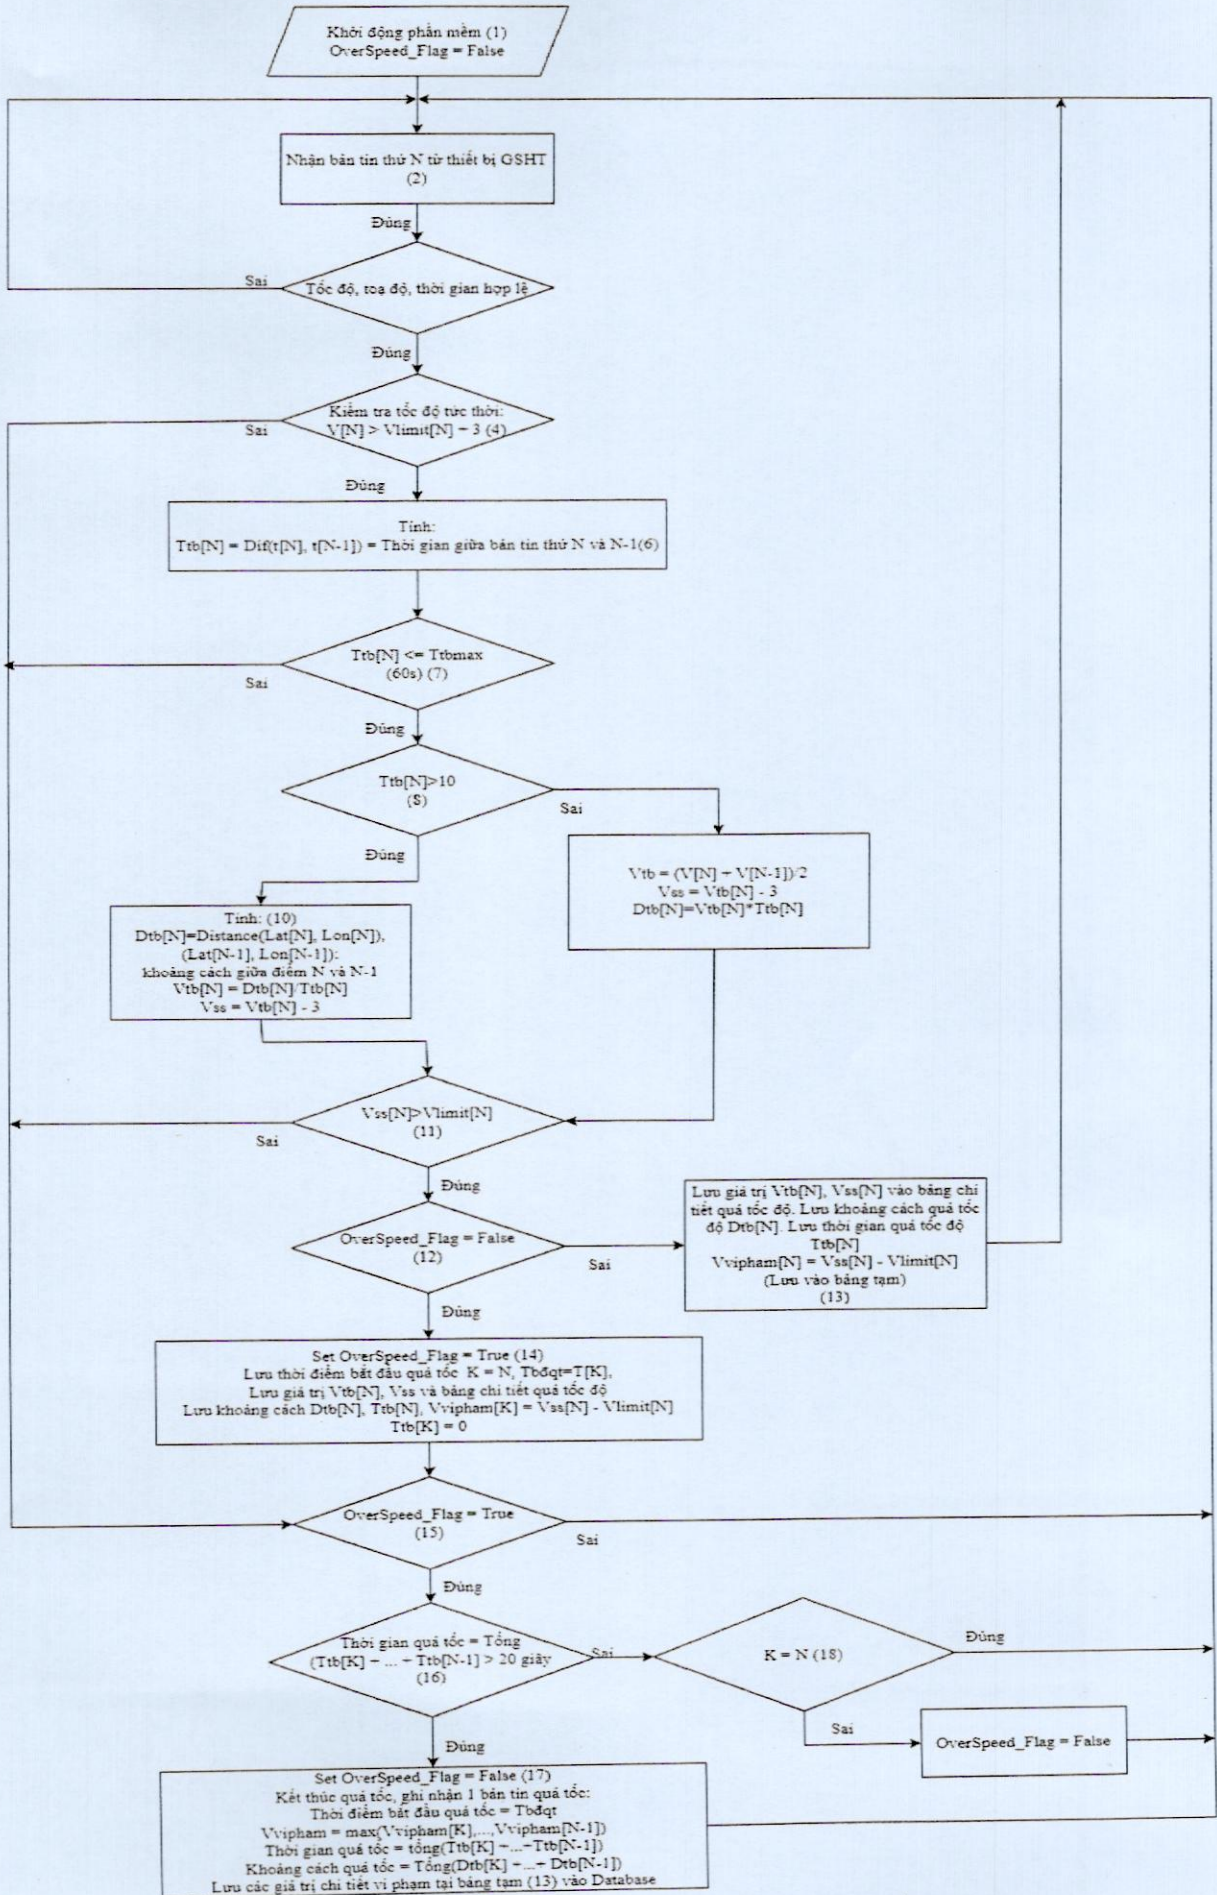 Khởi động phần mềm (1)
OverSpeed_Flag = False
Nhận bản tin thứ N từ thiết bị GSHT
(2)
Đúng
Tốc độ, toạ độ, thời gian hợp lệ
Sai
Đúng
Kiểm tra tốc độ tức thời:
V[N] > Vlimit[N] + 3 (4)
Sai
Đúng
Tính:
Ttb[N] = Dif(t[N], t[N-1]) = Thời gian giữa bản tin thứ N và N-1(6)
Ttb[N] <= Ttbmax
(60s) (7)
Sai
Đúng
Ttb[N]>10
(8)
Sai
Đúng
Vtb = (V[N] + V[N-1])/2
Vss = Vtb[N] - 3
Dtb[N]=Vtb[N]*Ttb[N]
Tính: (10)
Dtb[N]=Distance(Lat[N], Lon[N]),
(Lat[N-1], Lon[N-1]):
khoảng cách giữa điểm N và N-1
Vtb[N] = Dtb[N]/Ttb[N]
Vss = Vtb[N] - 3
Vss[N]>Vlimit[N]
(11)
Sai
Đúng
OverSpeed_Flag = False
(12)
Sai
Lưu giá trị Vtb[N], Vss[N] vào bảng chi
tiết quá tốc độ. Lưu khoảng cách quá tốc
độ Dtb[N]. Lưu thời gian quá tốc độ
Ttb[N]
Vvipham[N] = Vss[N] - Vlimit[N]
(Lưu vào bảng tạm)
(13)
Đúng
Set OverSpeed_Flag = True (14)
Lưu thời điểm bắt đầu quá tốc K = N, Tbđqt=T[K],
Lưu giá trị Vtb[N], Vss và bảng chi tiết quá tốc độ
Lưu khoảng cách Dtb[N], Ttb[N], Vvipham[K] = Vss[N] - Vlimit[N]
Ttb[K] = 0
OverSpeed_Flag = True
(15)
Sai
Đúng
Thời gian quá tốc = Tổng
(Ttb[K] + ... + Ttb[N-1] > 20 giây
(16)
Sai
K = N (18)
Đúng
Sai
OverSpeed_Flag = False
Đúng
Set OverSpeed_Flag = False (17)
Kết thúc quá tốc, ghi nhận 1 bản tin quá tốc:
Thời điểm bắt đầu quá tốc = Tbđqt
Vvipham = max(Vvipham[K],...,Vvipham[N-1])
Thời gian quá tốc = tổng(Ttb[K] +...+Ttb[N-1])
Khoảng cách quá tốc = Tổng(Dtb[K] +...+ Dtb[N-1])
Lưu các giá trị chi tiết vi phạm tại bảng tạm (13) vào Database